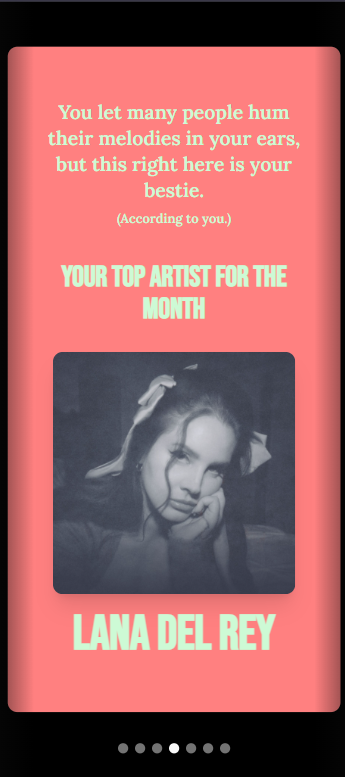 You let many people hum
their melodies in your ears,
but this right here is your
bestie.
(According to you.)
YOUR TOP ARTIST FOR THE
MONTH
LANA DEL REY